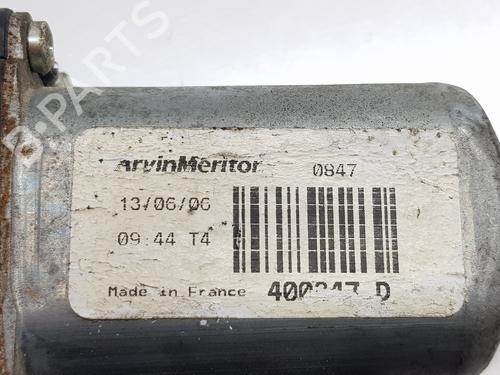 B-PARTS
ArvinMeritor 0847
13/06/06
09:44 T4
Made in France